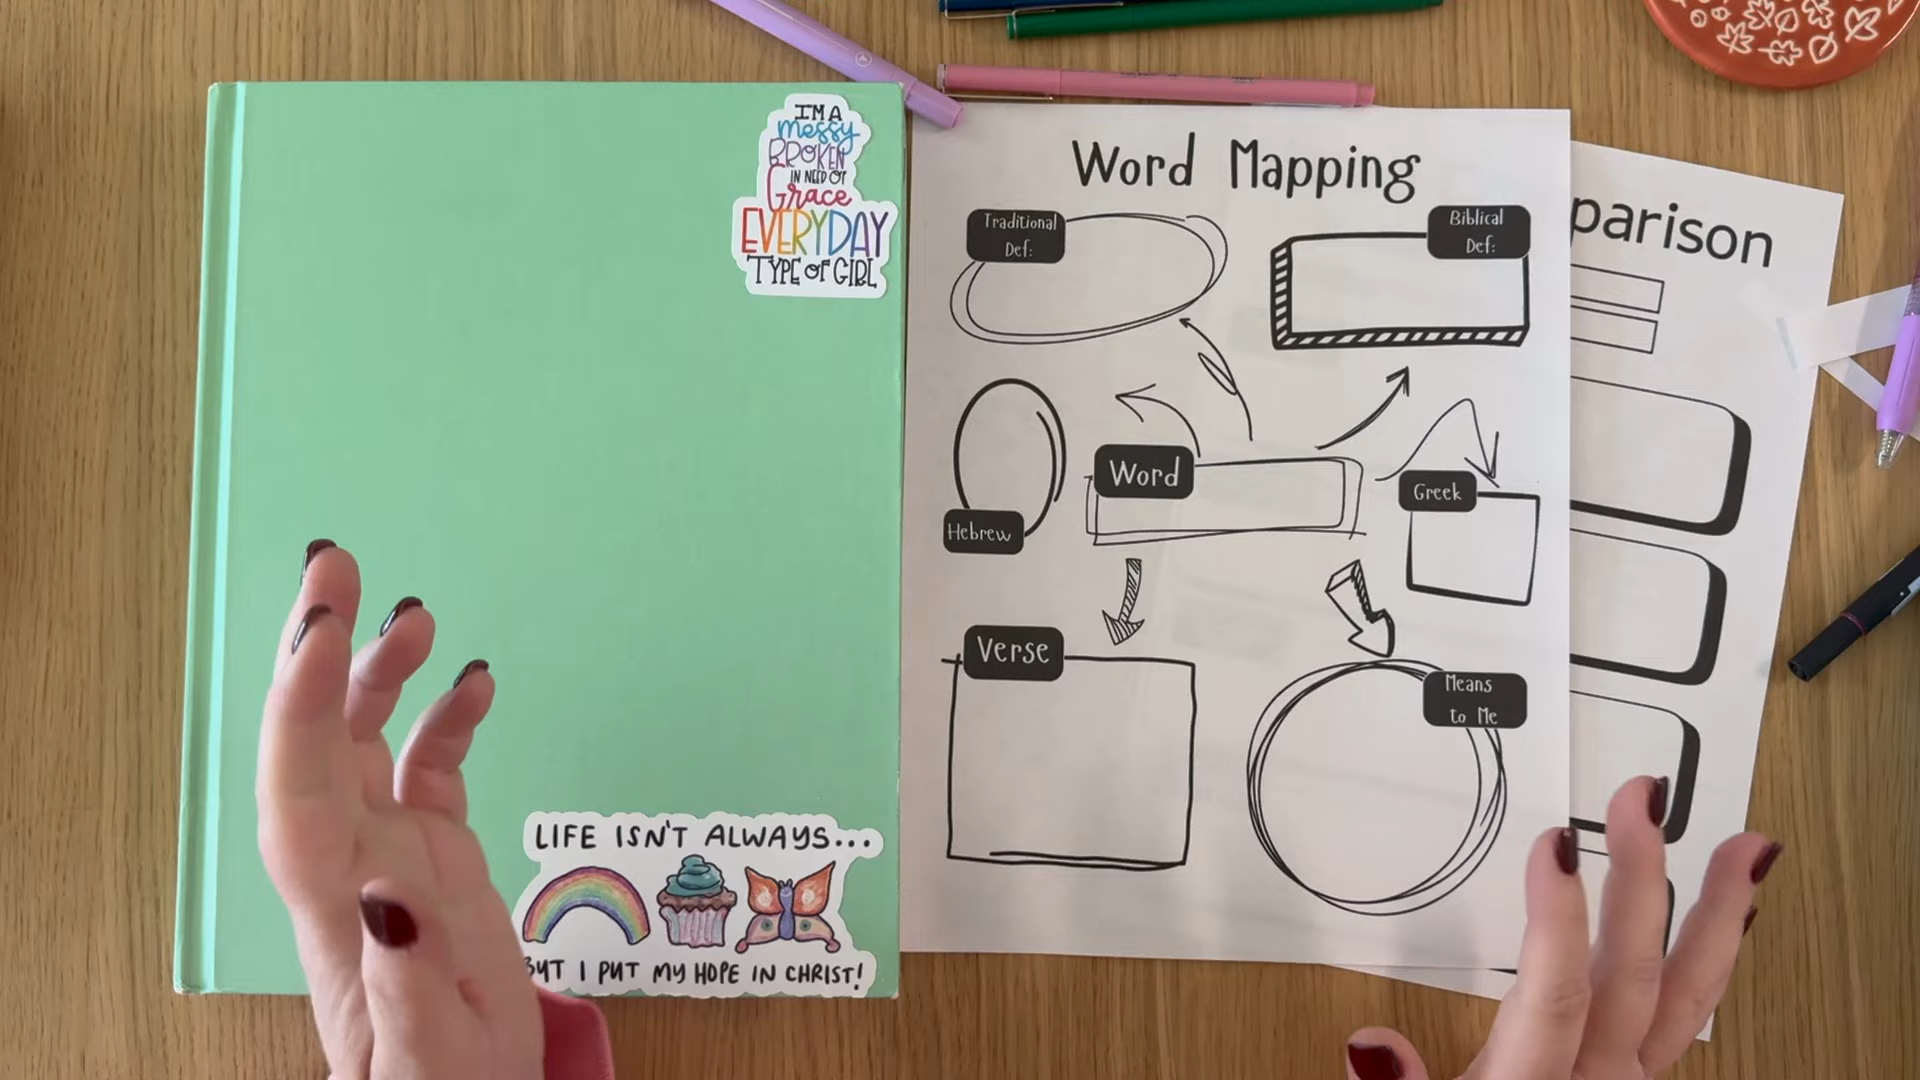 I'M A
messy
BROKEN
IN NEED OF
Grace
EVERYDAY
TYPE OF GIRL
LIFE ISN'T ALWAYS...
BUT I PUT MY HOPE IN CHRIST!
Word Mapping
Traditional
Def:
Biblical
Def:
Word
Greek
Hebrew
Verse
Means
to Me
parison